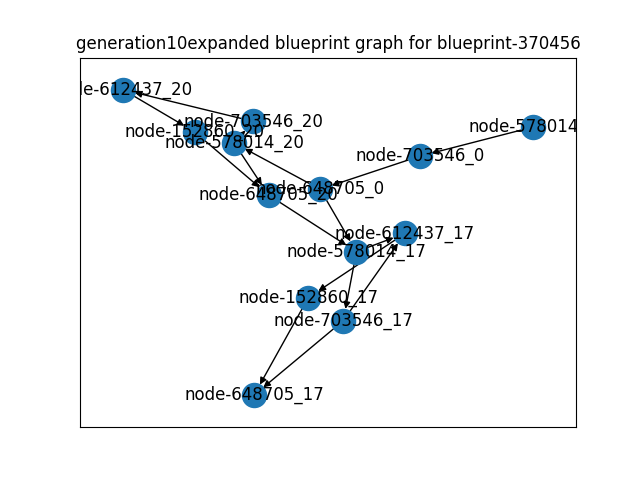 generation10expanded blueprint graph for blueprint-370456
le-612437_20
node-703546_20
node-578014
node-152860_20
node-578014_20
node-703546_0
node-648705_0
node-648705_20
node-612437_17
node-578014_17
node-152860_17
node-703546_17
node-648705_17